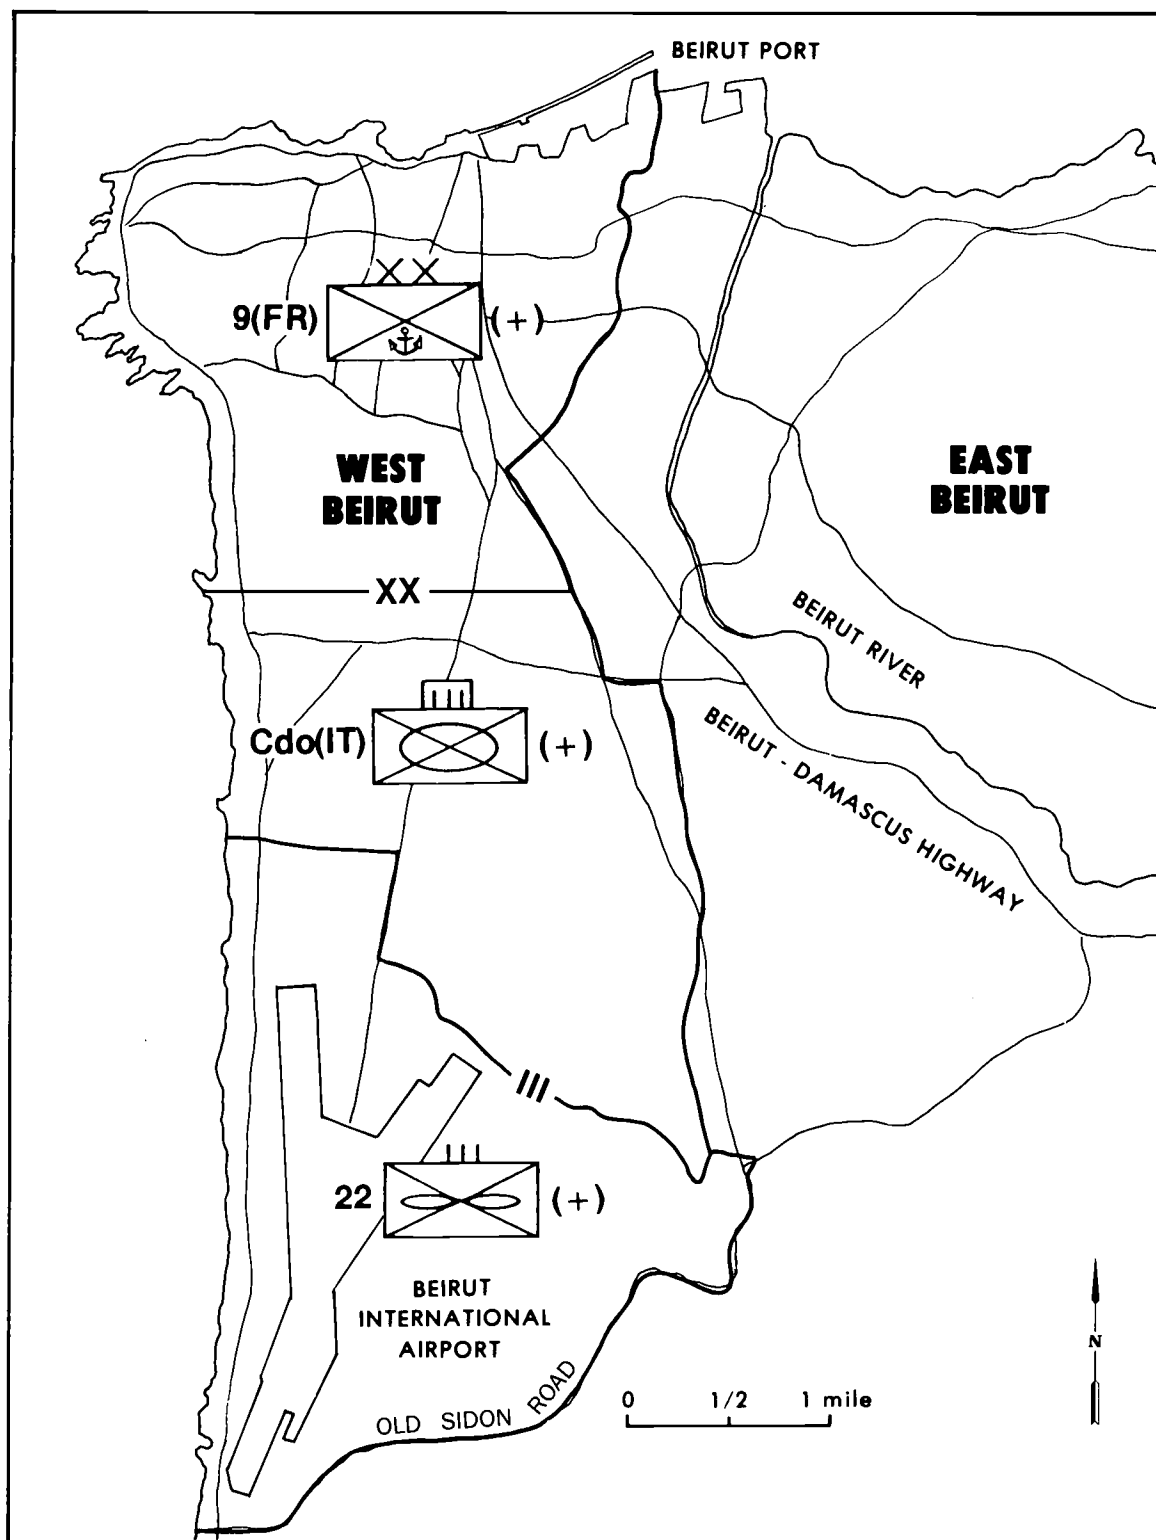 BEIRUT PORT
XX
9(FR)
(+)
WEST
BEIRUT
EAST
BEIRUT
XX
BEIRUT RIVER
BEIRUT - DAMASCUS HIGHWAY
III
Cdo(IT)
(+)
III
III
22
(+)
BEIRUT
INTERNATIONAL
AIRPORT
OLD SIDON ROAD
0 1/2 1 mile
N